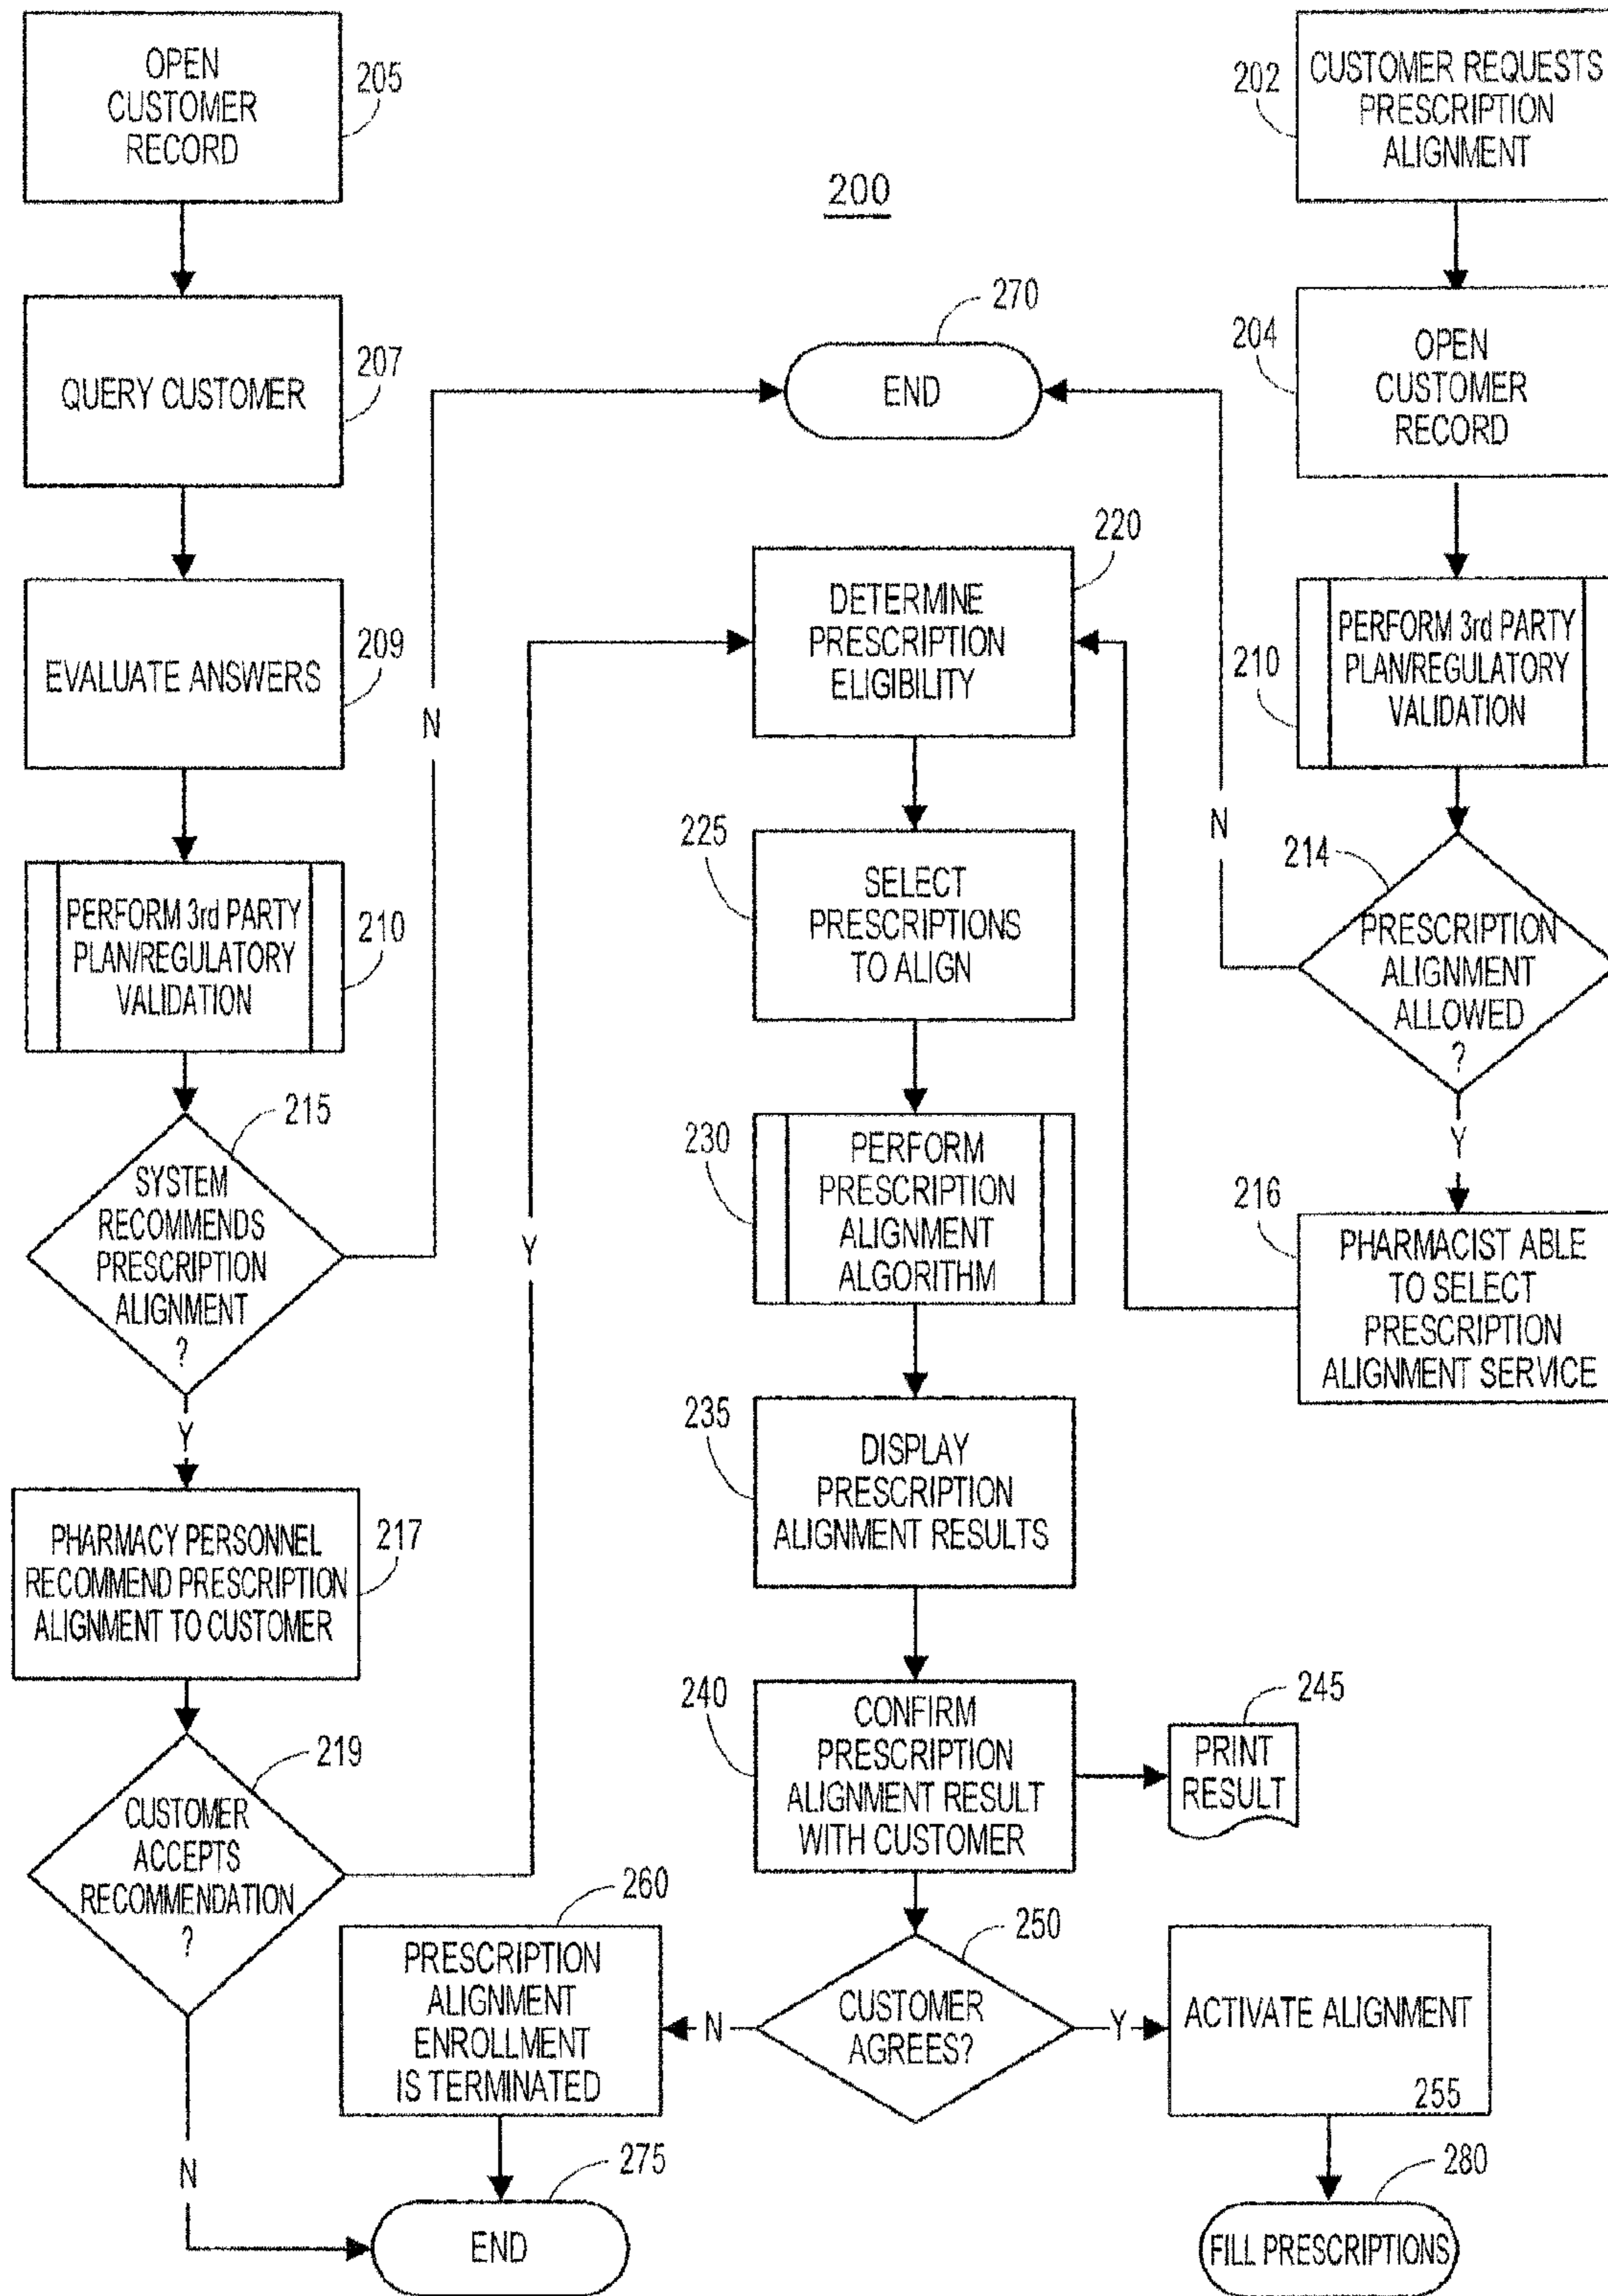 OPEN
CUSTOMER
RECORD
205
QUERY CUSTOMER
207
EVALUATE ANSWERS
209
PERFORM 3rd PARTY
PLAN/REGULATORY
VALIDATION
210
215
SYSTEM
RECOMMENDS
PRESCRIPTION
ALIGNMENT
?
N
Y
217
PHARMACY PERSONNEL
RECOMMEND PRESCRIPTION
ALIGNMENT TO CUSTOMER
219
CUSTOMER
ACCEPTS
RECOMMENDATION
?
Y
N
200
270
END
220
DETERMINE
PRESCRIPTION
ELIGIBILITY
225
SELECT
PRESCRIPTIONS
TO ALIGN
230
PERFORM
PRESCRIPTION
ALIGNMENT
ALGORITHM
235
DISPLAY
PRESCRIPTION
ALIGNMENT RESULTS
240
CONFIRM
PRESCRIPTION
ALIGNMENT RESULT
WITH CUSTOMER
245
PRINT
RESULT
250
CUSTOMER
AGREES?
N
Y
260
PRESCRIPTION
ALIGNMENT
ENROLLMENT
IS TERMINATED
275
END
ACTIVATE ALIGNMENT
255
280
FILL PRESCRIPTIONS
202
CUSTOMER REQUESTS
PRESCRIPTION
ALIGNMENT
204
OPEN
CUSTOMER
RECORD
210
PERFORM 3rd PARTY
PLAN/REGULATORY
VALIDATION
214
PRESCRIPTION
ALIGNMENT
ALLOWED
?
N
Y
216
PHARMACIST ABLE
TO SELECT
PRESCRIPTION
ALIGNMENT SERVICE